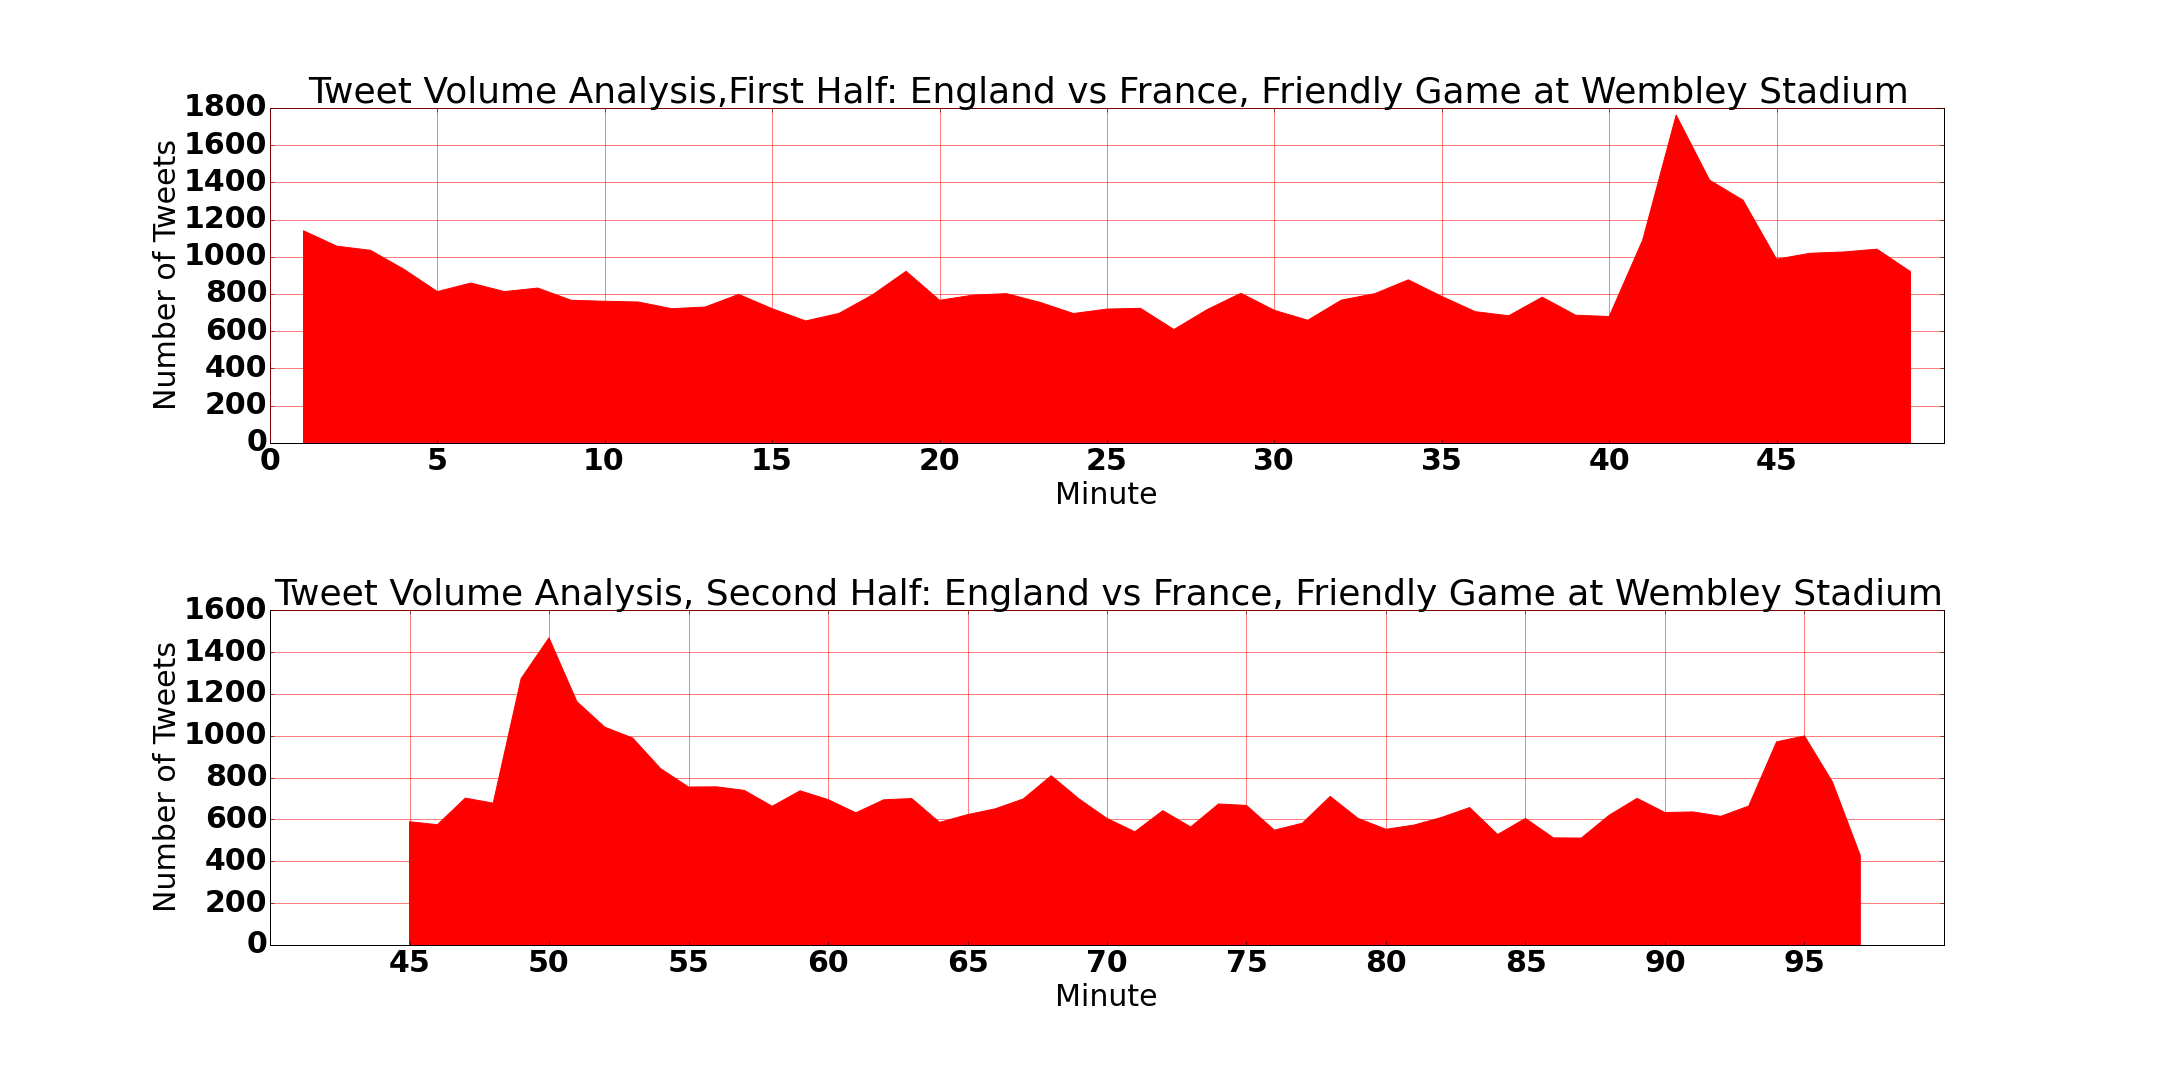 Tweet Volume Analysis,First Half: England vs France, Friendly Game at Wembley Stadium
Number of Tweets
1800
1600
1400
1200
1000
800
600
400
200
0
0 5 10 15 20 25 30 35 40 45
Minute
Tweet Volume Analysis, Second Half: England vs France, Friendly Game at Wembley Stadium
Number of Tweets
1600
1400
1200
1000
800
600
400
200
0
45 50 55 60 65 70 75 80 85 90 95
Minute